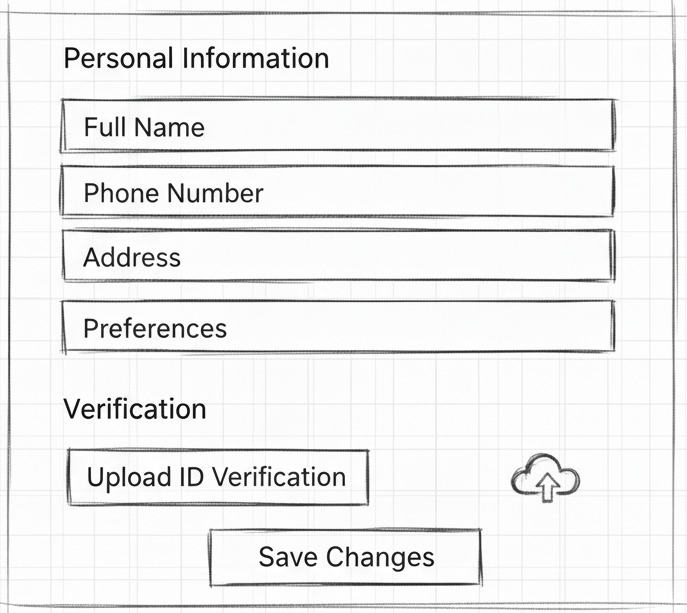 Personal Information
Full Name
Phone Number
Address
Preferences
Verification
Upload ID Verification
Save Changes